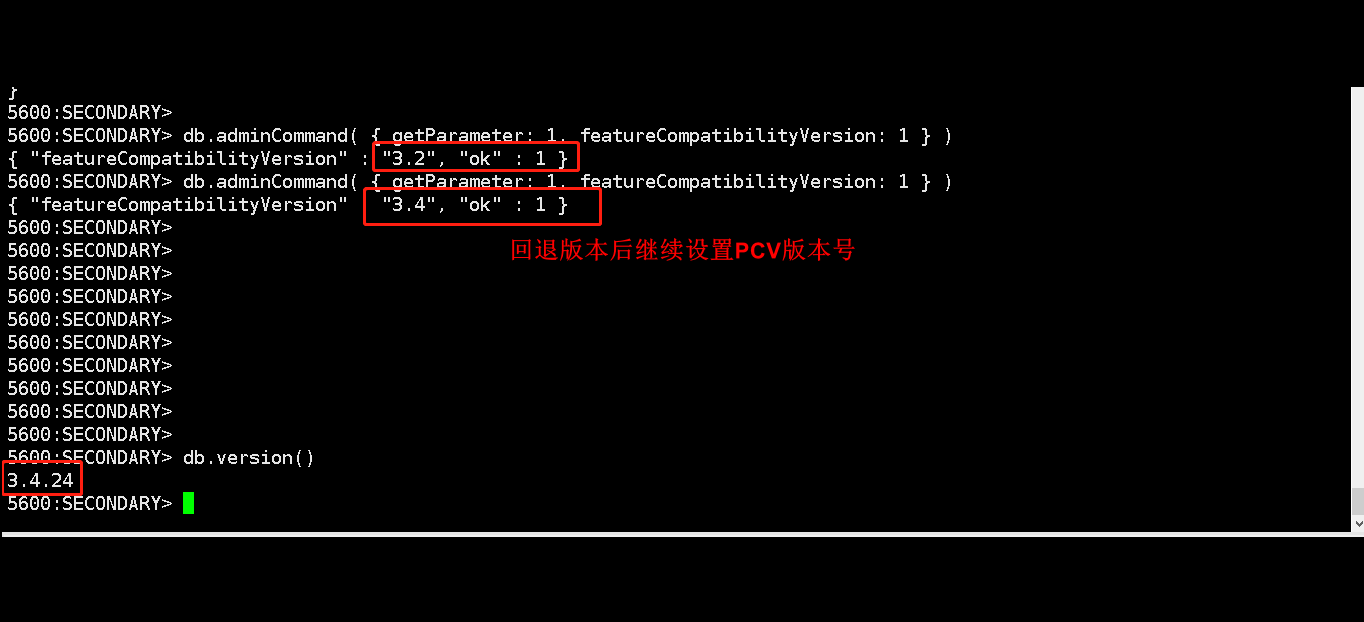 }
5600:SECONDARY>
5600:SECONDARY> db.adminCommand( { getParameter: 1, featureCompatibilityVersion: 1 } )
{ "featureCompatibilityVersion" : "3.2", "ok" : 1 }
5600:SECONDARY> db.adminCommand( { getParameter: 1, featureCompatibilityVersion: 1 } )
{ "featureCompatibilityVersion" "3.4", "ok" : 1 }
5600:SECONDARY>
5600:SECONDARY>
回退版本后继续设置PCV版本号
5600:SECONDARY>
5600:SECONDARY>
5600:SECONDARY>
5600:SECONDARY>
5600:SECONDARY>
5600:SECONDARY>
5600:SECONDARY>
5600:SECONDARY>
5600:SECONDARY> db.version()
3.4.24
5600:SECONDARY>